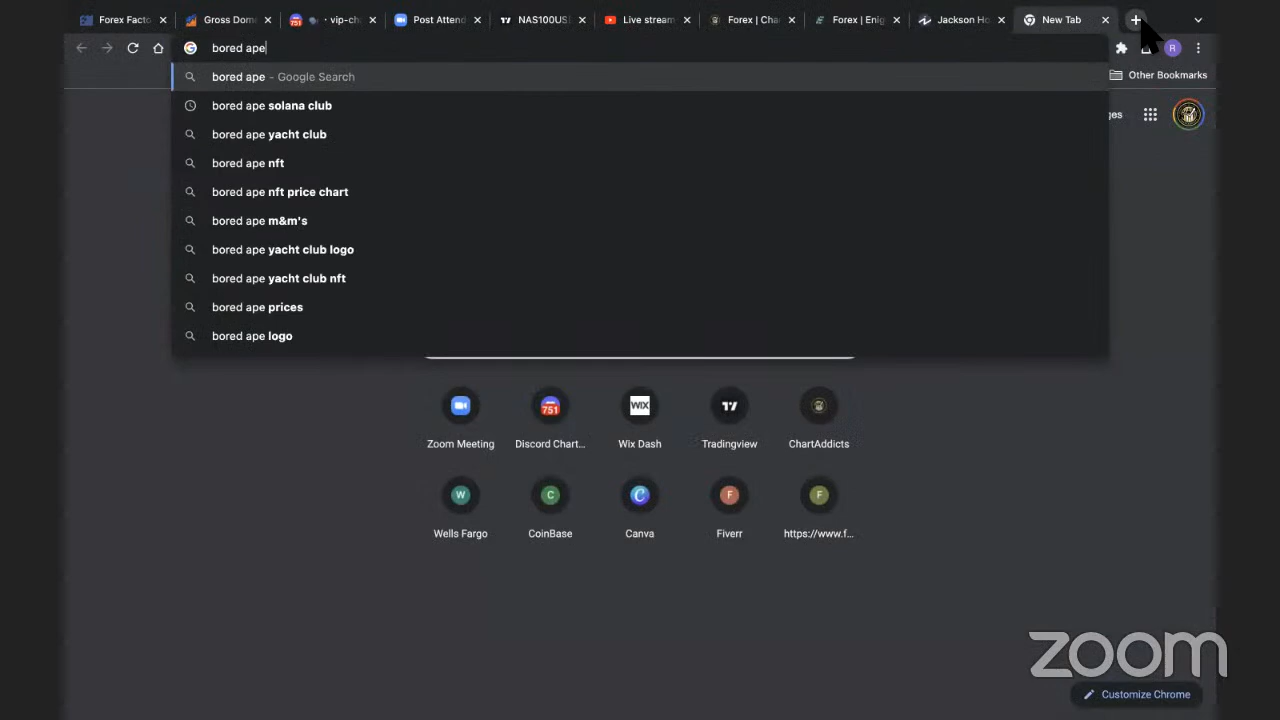 Forex Facto
Gross Dom
vip-ch
Post Attend
NAS100US
Live stream
Forex | Cha
Forex | Enig
Jackson Ho
New Tab
bored ape
R
bored ape - Google Search
Other Bookmarks
bored ape solana club
ges
bored ape yacht club
bored ape nft
bored ape nft price chart
bored ape m&m's
bored ape yacht club logo
bored ape yacht club nft
bored ape prices
bored ape logo
751
WIX
Zoom Meeting
Discord Chart...
Wix Dash
Tradingview
ChartAddicts
W
C
C
F
F
Wells Fargo
CoinBase
Canva
Fiverr
https://www.f...
zoom
Customize Chrome